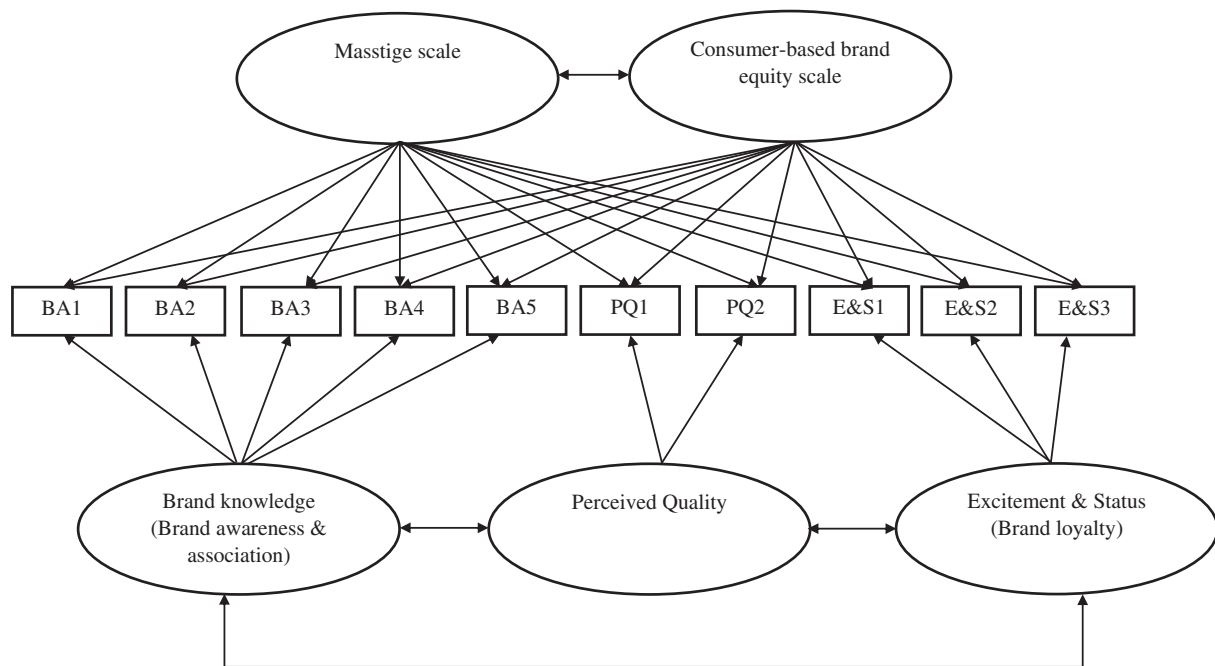 Masstige scale
Consumer-based brand
equity scale
BA1
BA2
BA3
BA4
BA5
PQ1
PQ2
E&S1
E&S2
E&S3
Brand knowledge
(Brand awareness &
association)
Perceived Quality
Excitement & Status
(Brand loyalty)